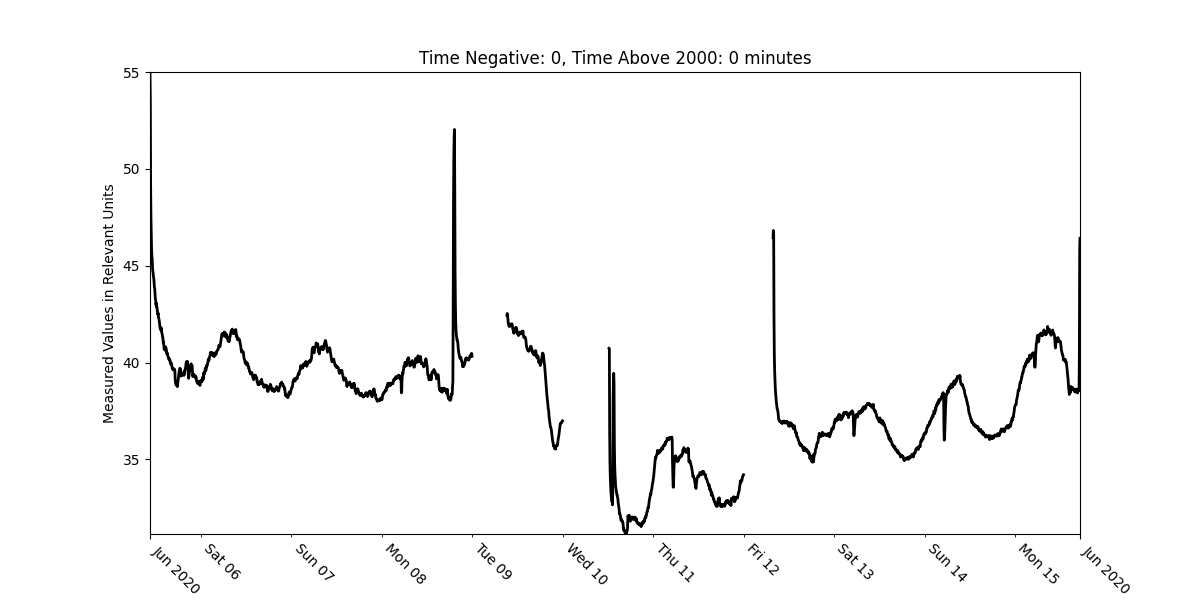 Time Negative: 0, Time Above 2000: 0 minutes
55
50
45
40
35
Measured Values in Relevant Units
Jun 2020
Sat 06
Sun 07
Mon 08
Tue 09
Wed 10
Thu 11
Fri 12
Sat 13
Sun 14
Mon 15
Jun 2020